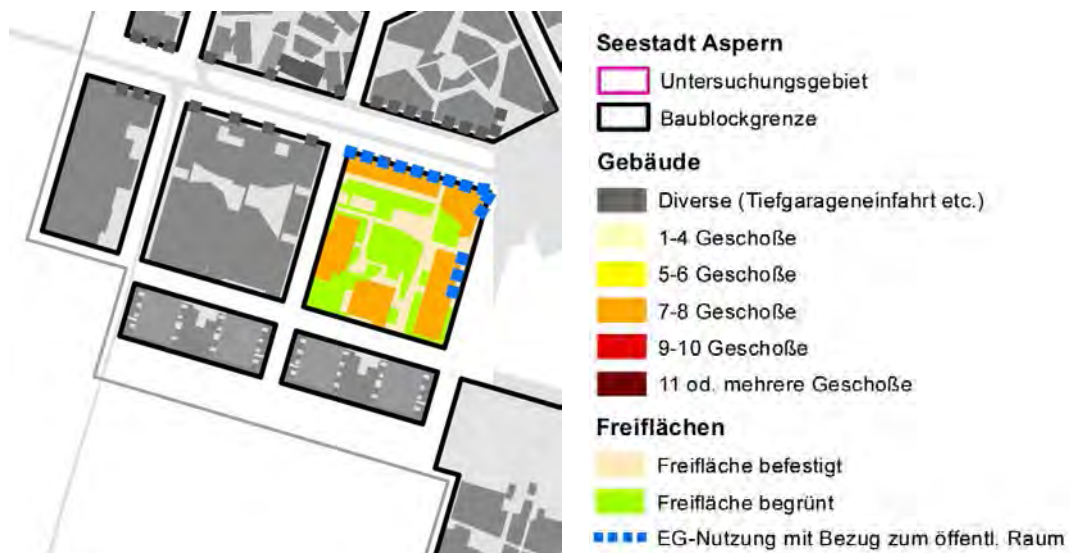 Seestadt Aspern
Untersuchungsgebiet
Baublockgrenze
Gebäude
Diverse (Tiefgarageneinfahrt etc.)
1-4 Geschoße
5-6 Geschoße
7-8 Geschoße
9-10 Geschoße
11 od. mehrere Geschoße
Freiflächen
Freifläche befestigt
Freifläche begrünt
EG-Nutzung mit Bezug zum öffentl. Raum